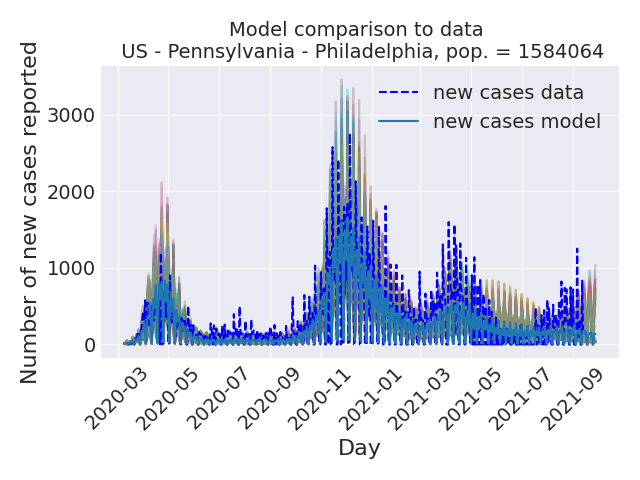 Model comparison to data
US - Pennsylvania - Philadelphia, pop. = 1584064
Number of new cases reported
3000
2000
1000
0
new cases data
new cases model
2020-03
2020-05
2020-07
2020-09
2020-11
2021-01
2021-03
2021-05
2021-07
2021-09
Day